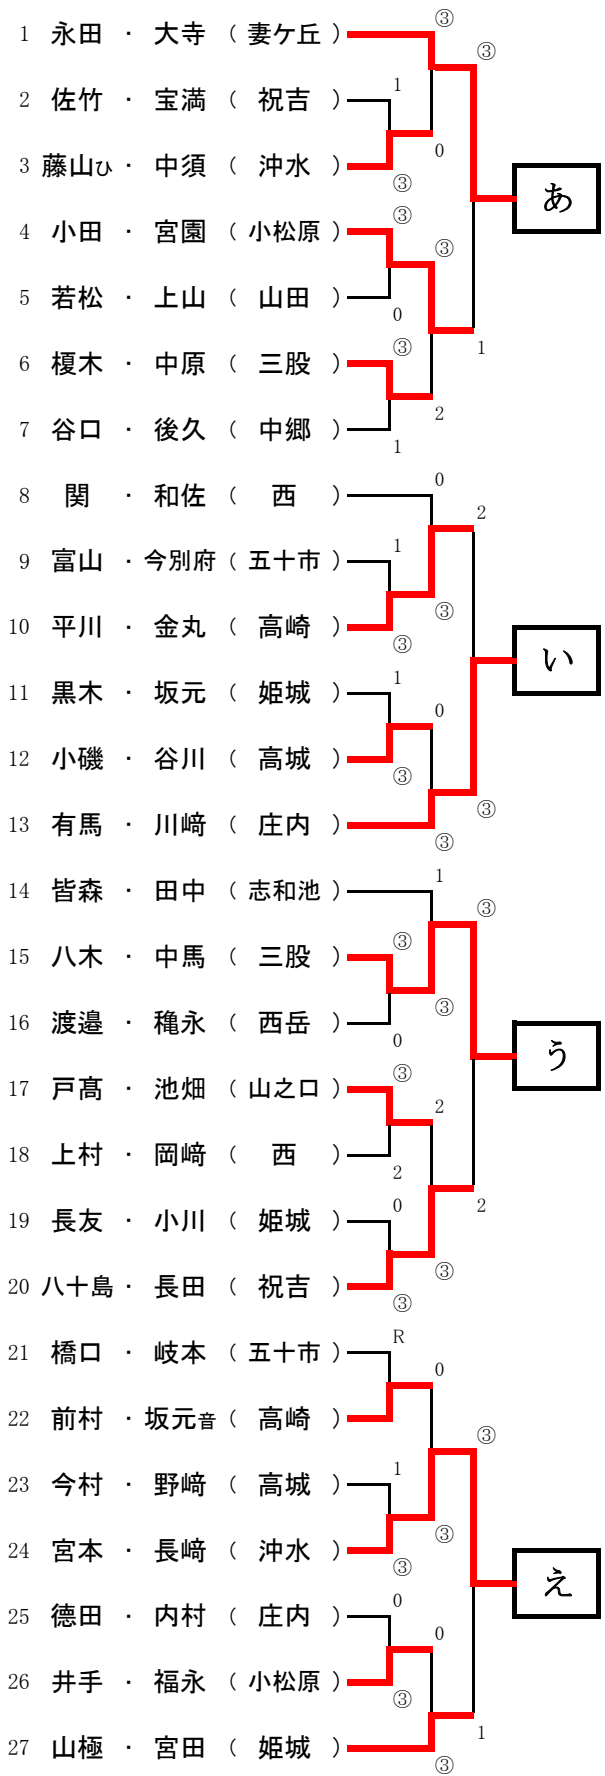 ③
1 永田 ・ 大寺 ( 妻ケ丘 )
③
1
2 佐竹 ・ 宝満 ( 祝吉 )
0
3 藤山ひ ・ 中須 ( 沖水 )
③
あ
③
4 小田 ・ 宮園 ( 小松原 )
③
5 若松 ・ 上山 ( 山田 )
0
③
1
6 榎木 ・ 中原 ( 三股 )
2
7 谷口 ・ 後久 ( 中郷 )
1
0
8 関 ・ 和佐 ( 西 )
2
1
9 富山 ・ 今別府 ( 五十市 )
③
10 平川 ・ 金丸 ( 高崎 )
③
い
1
11 黒木 ・ 坂元 ( 姫城 )
0
12 小磯 ・ 谷川 ( 高城 )
③
③
13 有馬 ・ 川﨑 ( 庄内 )
③
1
14 皆森 ・ 田中 ( 志和池 )
③
③
15 八木 ・ 中馬 ( 三股 )
③
16 渡邉 ・ 穐永 ( 西岳 )
0
う
③
17 戸髙 ・ 池畑 ( 山之口 )
2
18 上村 ・ 岡﨑 ( 西 )
2
0
2
19 長友 ・ 小川 ( 姫城 )
③
20 八十島 ・ 長田 ( 祝吉 )
③
R
21 橋口 ・ 岐本 ( 五十市 )
0
22 前村 ・ 坂元音 ( 高崎 )
③
1
23 今村 ・ 野﨑 ( 高城 )
③
24 宮本 ・ 長﨑 ( 沖水 )
③
え
0
25 德田 ・ 内村 ( 庄内 )
0
26 井手 ・ 福永 ( 小松原 )
③
1
27 山極 ・ 宮田 ( 姫城 )
③